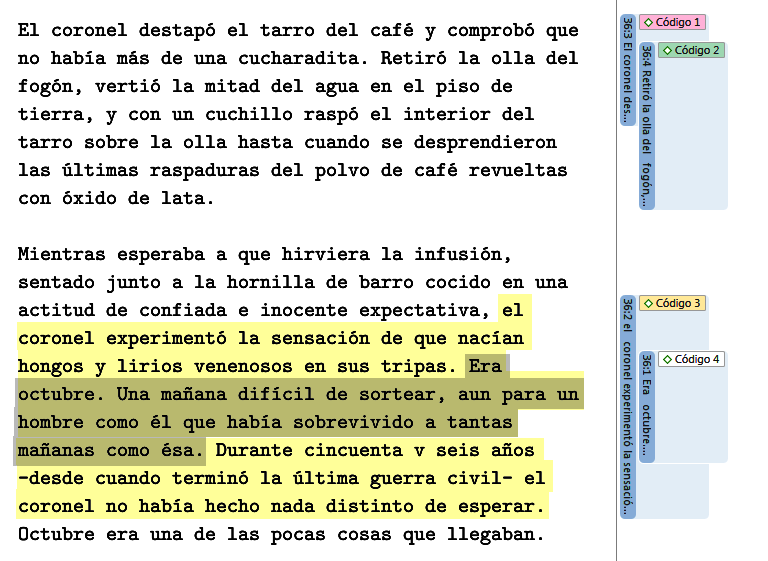 El coronel destapó el tarro del café y comprobó que
no había más de una cucharadita. Retiró la olla del
fogón, vertió la mitad del agua en el piso de
tierra, y con un cuchillo raspó el interior del
tarro sobre la olla hasta cuando se desprendieron
las últimas raspaduras del polvo de café revueltas
con óxido de lata.
Mientras esperaba a que hirviera la infusión,
sentado junto a la hornilla de barro cocido en una
actitud de confiada e inocente expectativa, el
coronel experimentó la sensación de que nacían
hongos y lirios venenosos en sus tripas. Era
octubre. Una mañana difícil de sortear, aun para un
hombre como él que había sobrevivido a tantas
mañanas como ésa. Durante cincuenta y seis años
-desde cuando terminó la última guerra civil- el
coronel no había hecho nada distinto de esperar.
Octubre era una de las pocas cosas que llegaban.
36:3 El coronel des...
Código 1
36:4 Retiró la olla del fogón,...
Código 2
36:2 el coronel experimentó la sensació...
Código 3
36:1 Era octubre....
Código 4